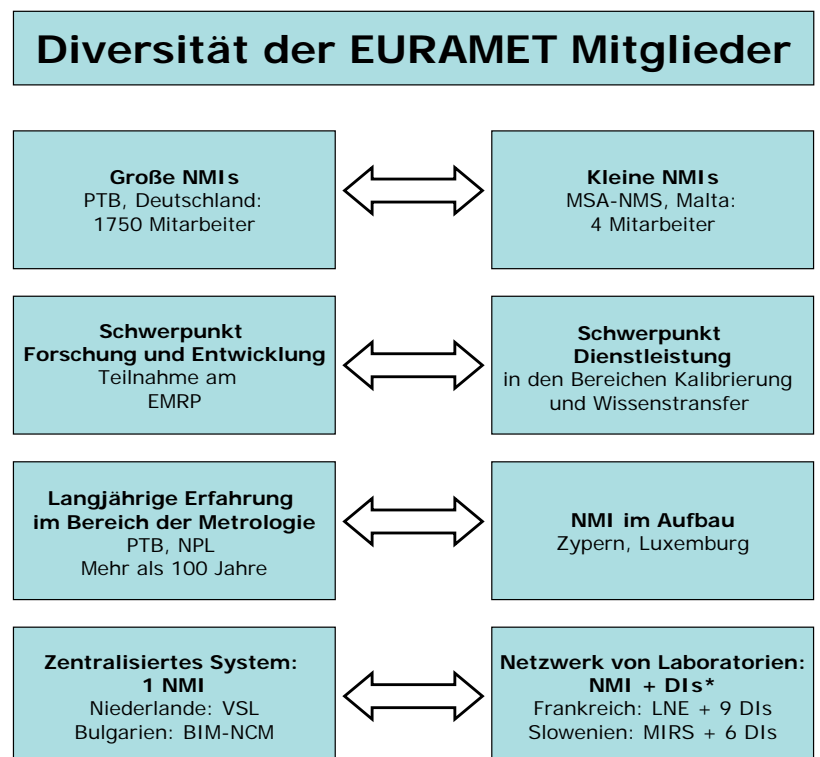 Diversität der EURAMET Mitglieder
Große NMIs
PTB, Deutschland:
1750 Mitarbeiter
Kleine NMIs
MSA-NMS, Malta:
4 Mitarbeiter
Schwerpunkt
Forschung und Entwicklung
Teilnahme am
EMRP
Schwerpunkt
Dienstleistung
in den Bereichen Kalibrierung
und Wissenstransfer
Langjährige Erfahrung
im Bereich der Metrologie
PTB, NPL
Mehr als 100 Jahre
NMI im Aufbau
Zypern, Luxemburg
Zentralisiertes System:
1 NMI
Niederlande: VSL
Bulgarien: BIM-NCM
Netzwerk von Laboratorien:
NMI + DIs*
Frankreich: LNE + 9 DIs
Slowenien: MIRS + 6 DIs